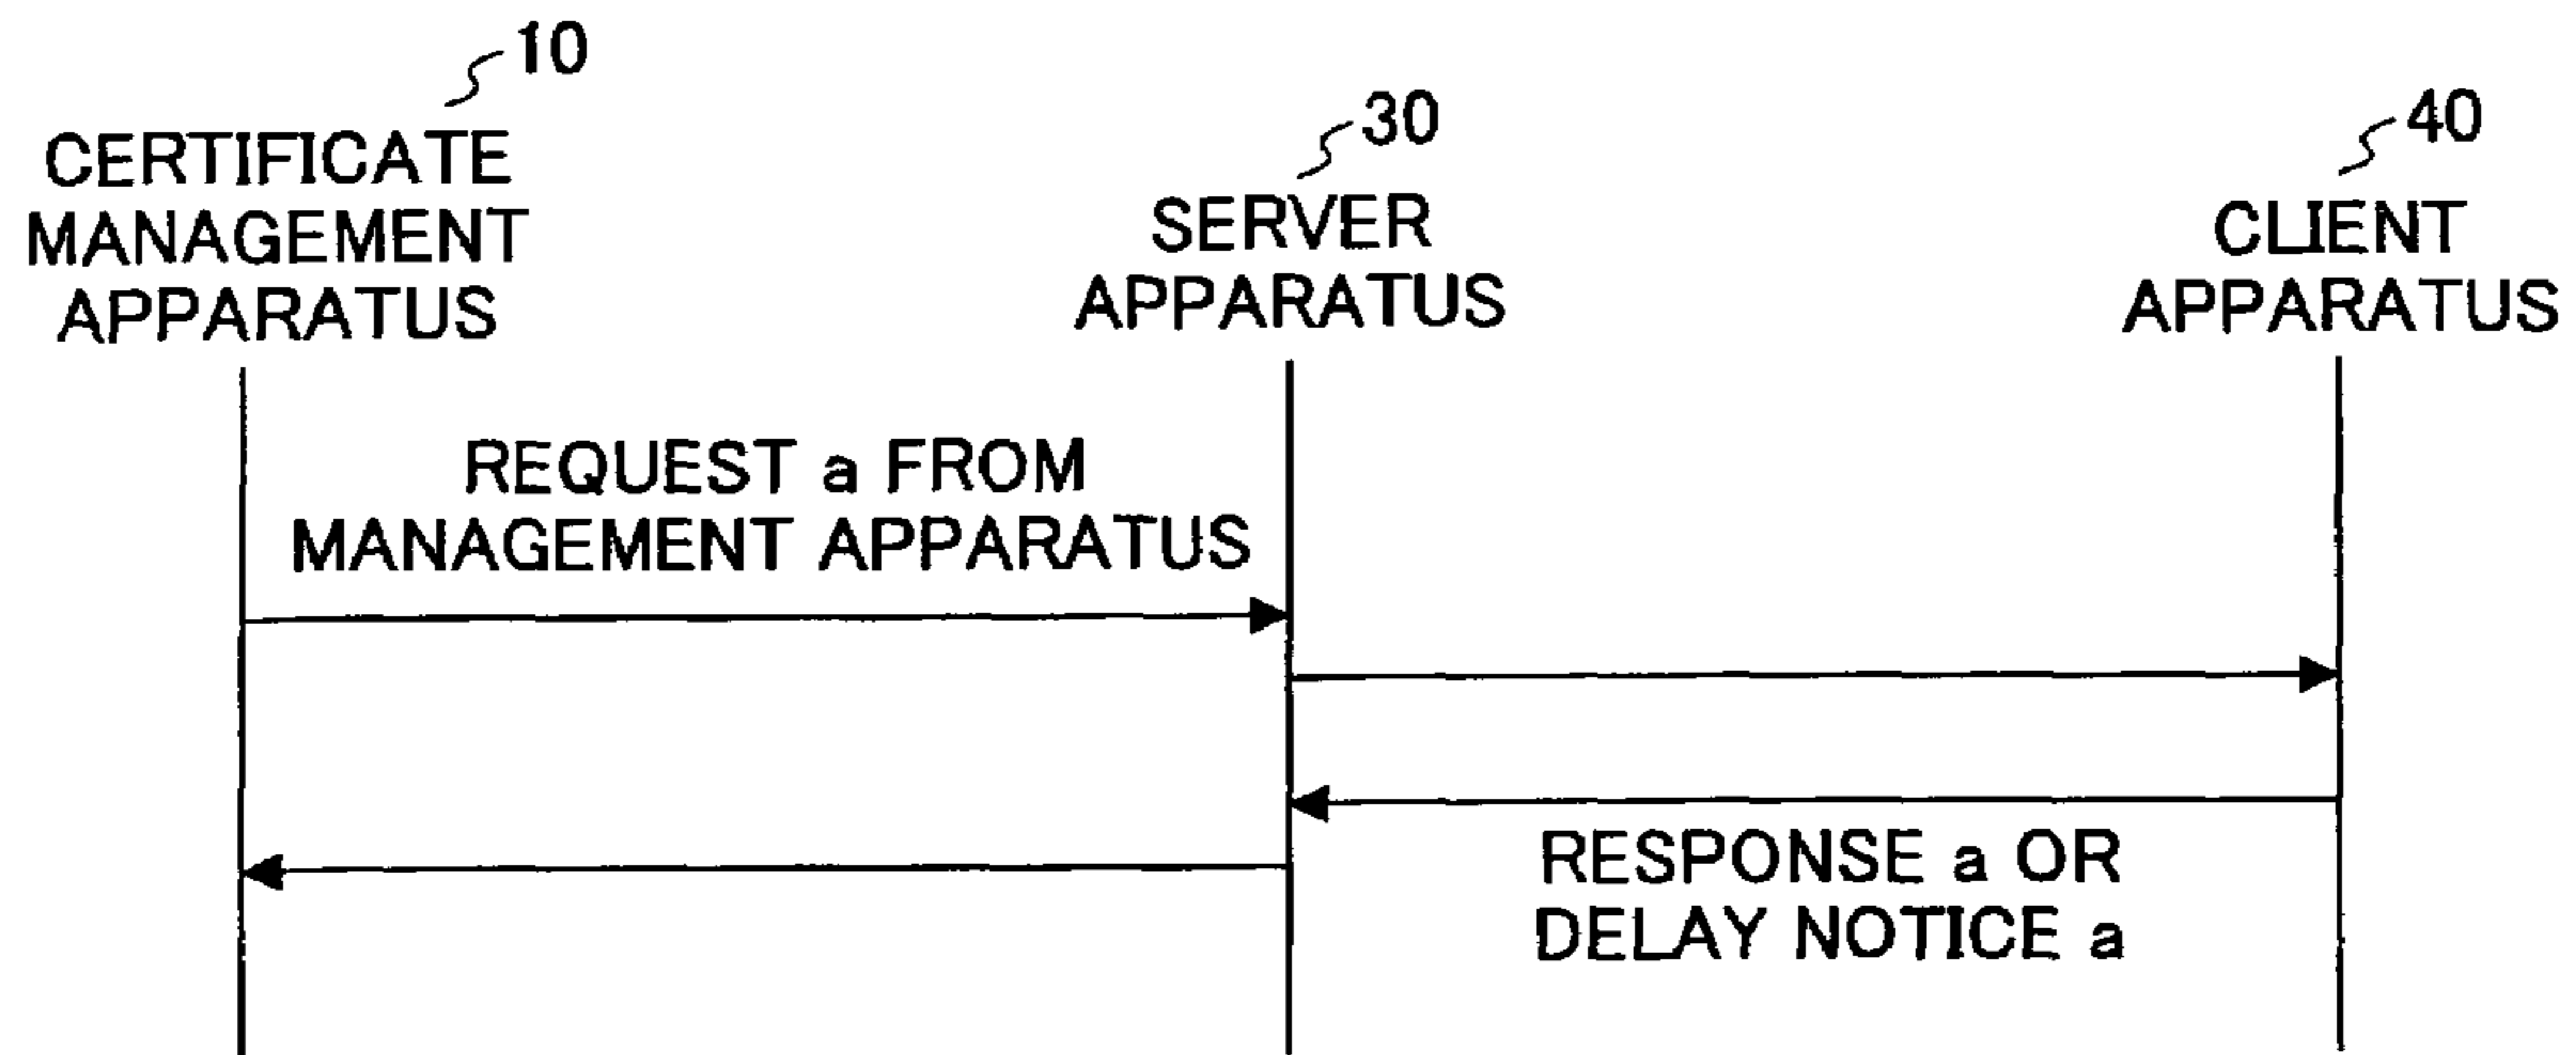 10
CERTIFICATE
MANAGEMENT
APPARATUS
30
SERVER
APPARATUS
40
CLIENT
APPARATUS
REQUEST a FROM
MANAGEMENT APPARATUS
RESPONSE a OR
DELAY NOTICE a